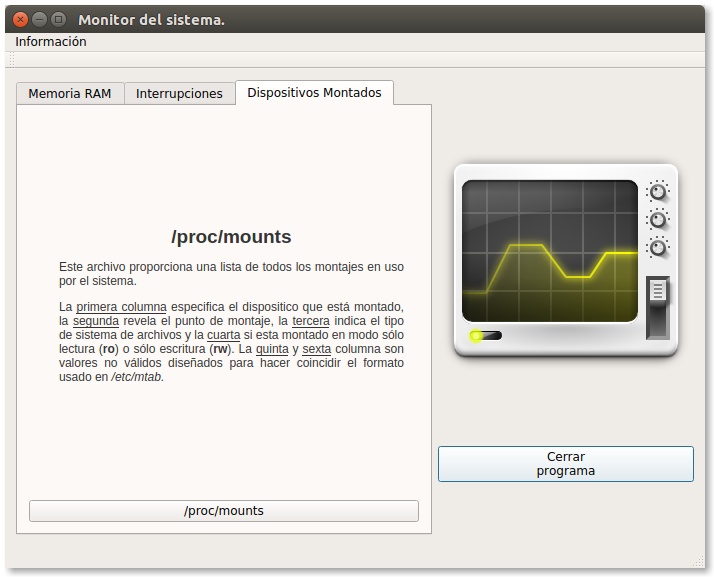 Monitor del sistema.
Información
Memoria RAM
Interrupciones
Dispositivos Montados
/proc/mounts
Este archivo proporciona una lista de todos los montajes en uso
por el sistema.
La primera columna especifica el dispositico que está montado,
la segunda revela el punto de montaje, la tercera indica el tipo
de sistema de archivos y la cuarta si esta montado en modo sólo
lectura (ro) o sólo escritura (rw). La quinta y sexta columna son
valores no válidos diseñados para hacer coincidir el formato
usado en /etc/mtab.
/proc/mounts
Cerrar
programa